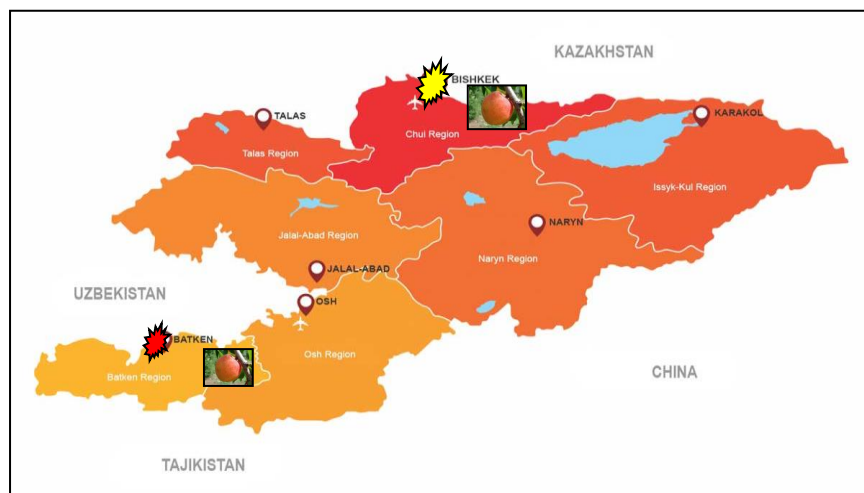 KAZAKHSTAN
BISHKEK
TALAS
KARAKOL
Chui Region
Talas Region
Issyk-Kul Region
NARYN
Jalal-Abad Region
Naryn Region
JALAL-ABAD
UZBEKISTAN
OSH
BATKEN
Osh Region
Batken Region
CHINA
TAJIKISTAN